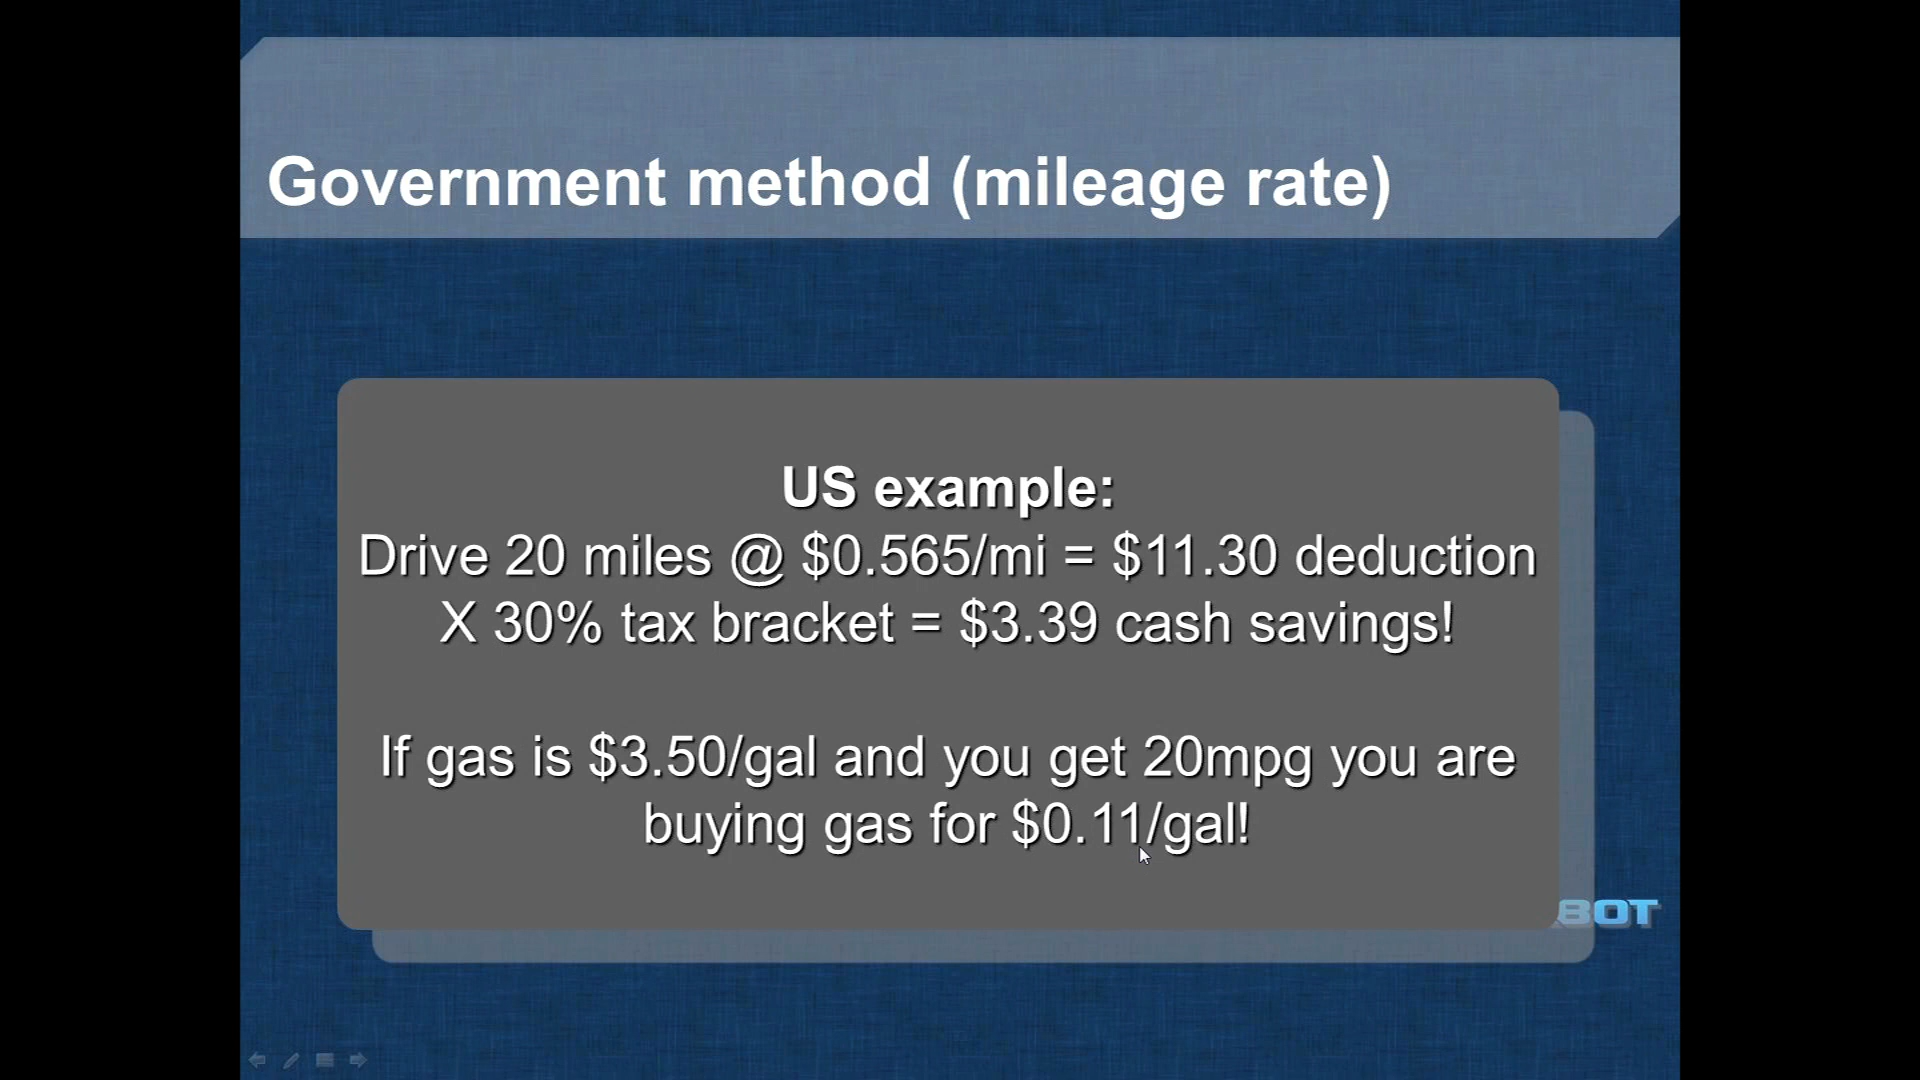 Government method (mileage rate)
US example:
Drive 20 miles @ $0.565/mi = $11.30 deduction
X 30% tax bracket = $3.39 cash savings!
If gas is $3.50/gal and you get 20mpg you are
buying gas for $0.11/gal!
BOT